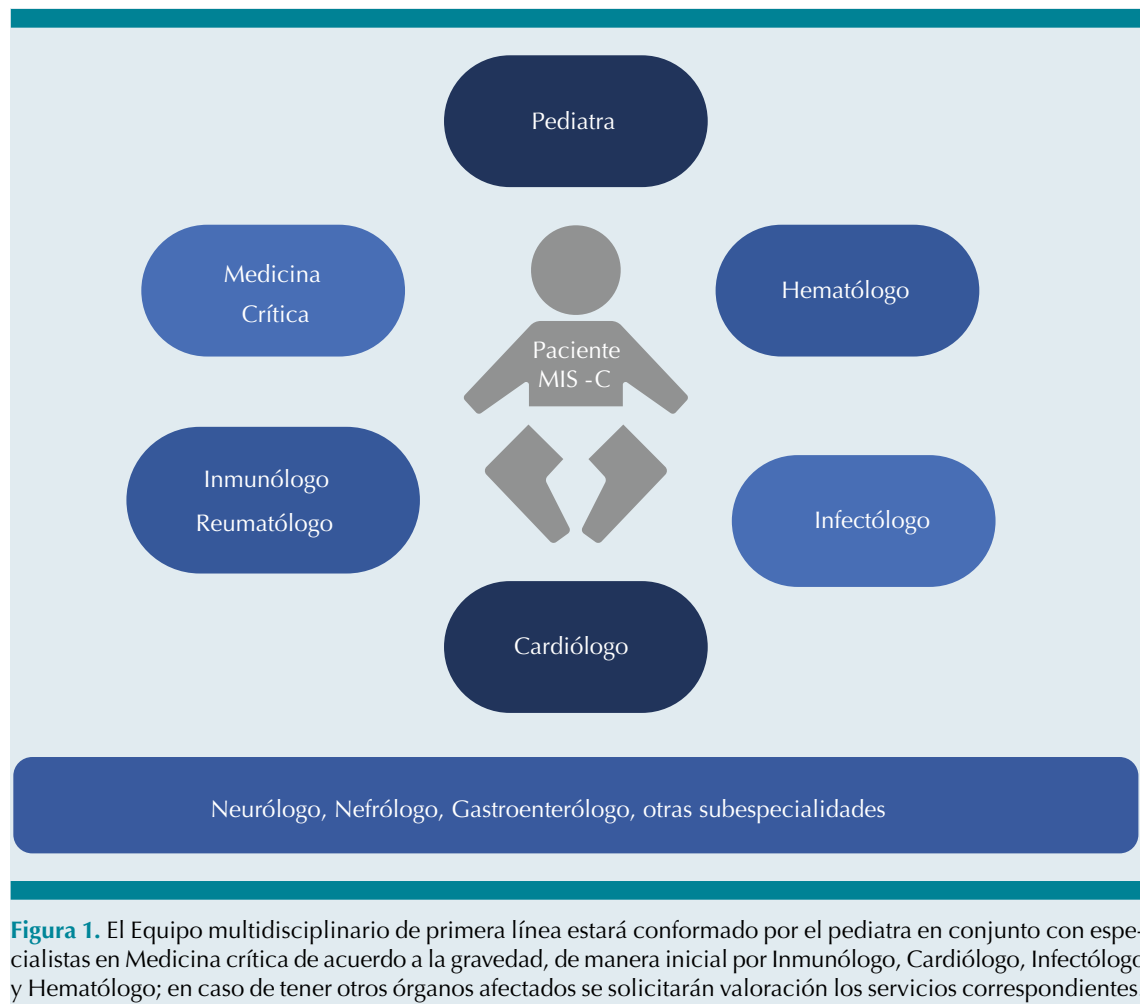 Pediatra
Medicina
Crítica
Hematólogo
Paciente
MIS -C
Inmunólogo
Reumatólogo
Infectólogo
Cardiólogo
Neurólogo, Nefrólogo, Gastroenterólogo, otras subespecialidades
Figura 1. El Equipo multidisciplinario de primera línea estará conformado por el pediatra en conjunto con espe-
cialistas en Medicina crítica de acuerdo a la gravedad, de manera inicial por Inmunólogo, Cardiólogo, Infectólogo
y Hematólogo; en caso de tener otros órganos afectados se solicitarán valoración los servicios correspondientes